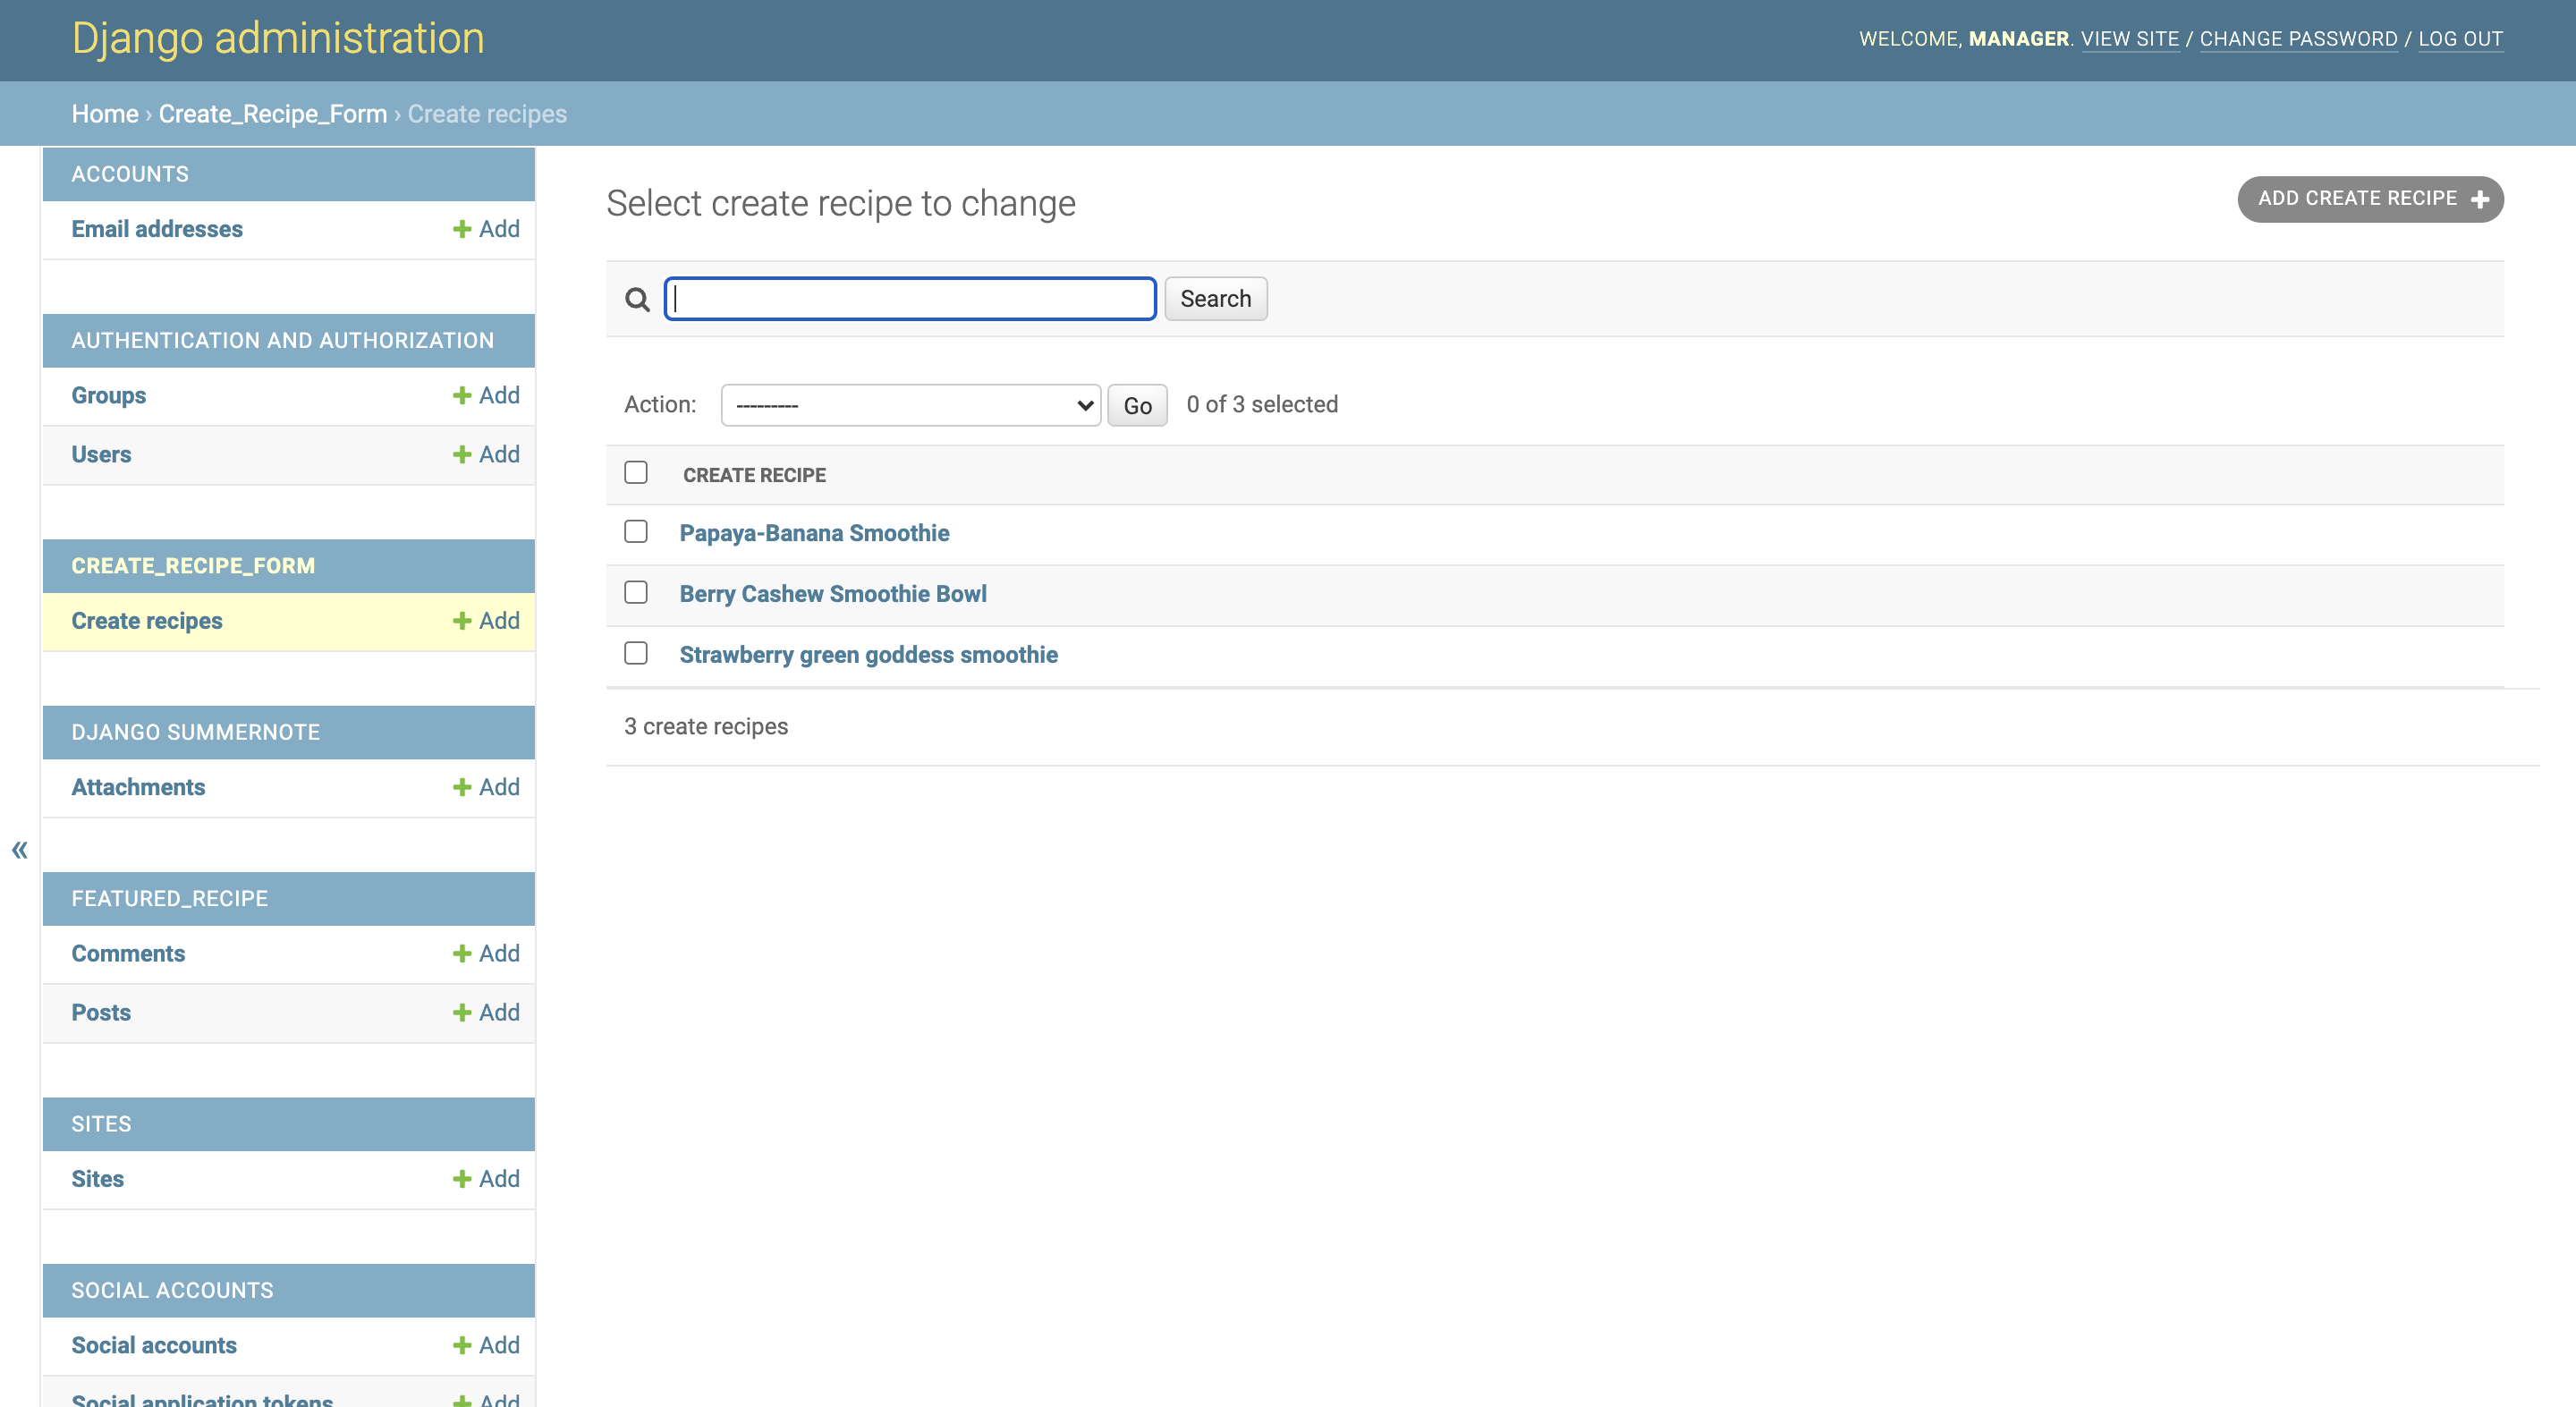 Django administration
WELCOME, MANAGER. VIEW SITE / CHANGE PASSWORD / LOG OUT
Home › Create_Recipe_Form › Create recipes
ACCOUNTS
Email addresses + Add
AUTHENTICATION AND AUTHORIZATION
Groups + Add
Users + Add
CREATE_RECIPE_FORM
Create recipes + Add
DJANGO SUMMERNOTE
Attachments + Add
FEATURED_RECIPE
Comments + Add
Posts + Add
SITES
Sites + Add
SOCIAL ACCOUNTS
Social accounts + Add
Social application tokens + Add
«
Select create recipe to change
ADD CREATE RECIPE +
Search
Action: --------- Go 0 of 3 selected
CREATE RECIPE
Papaya-Banana Smoothie
Berry Cashew Smoothie Bowl
Strawberry green goddess smoothie
3 create recipes